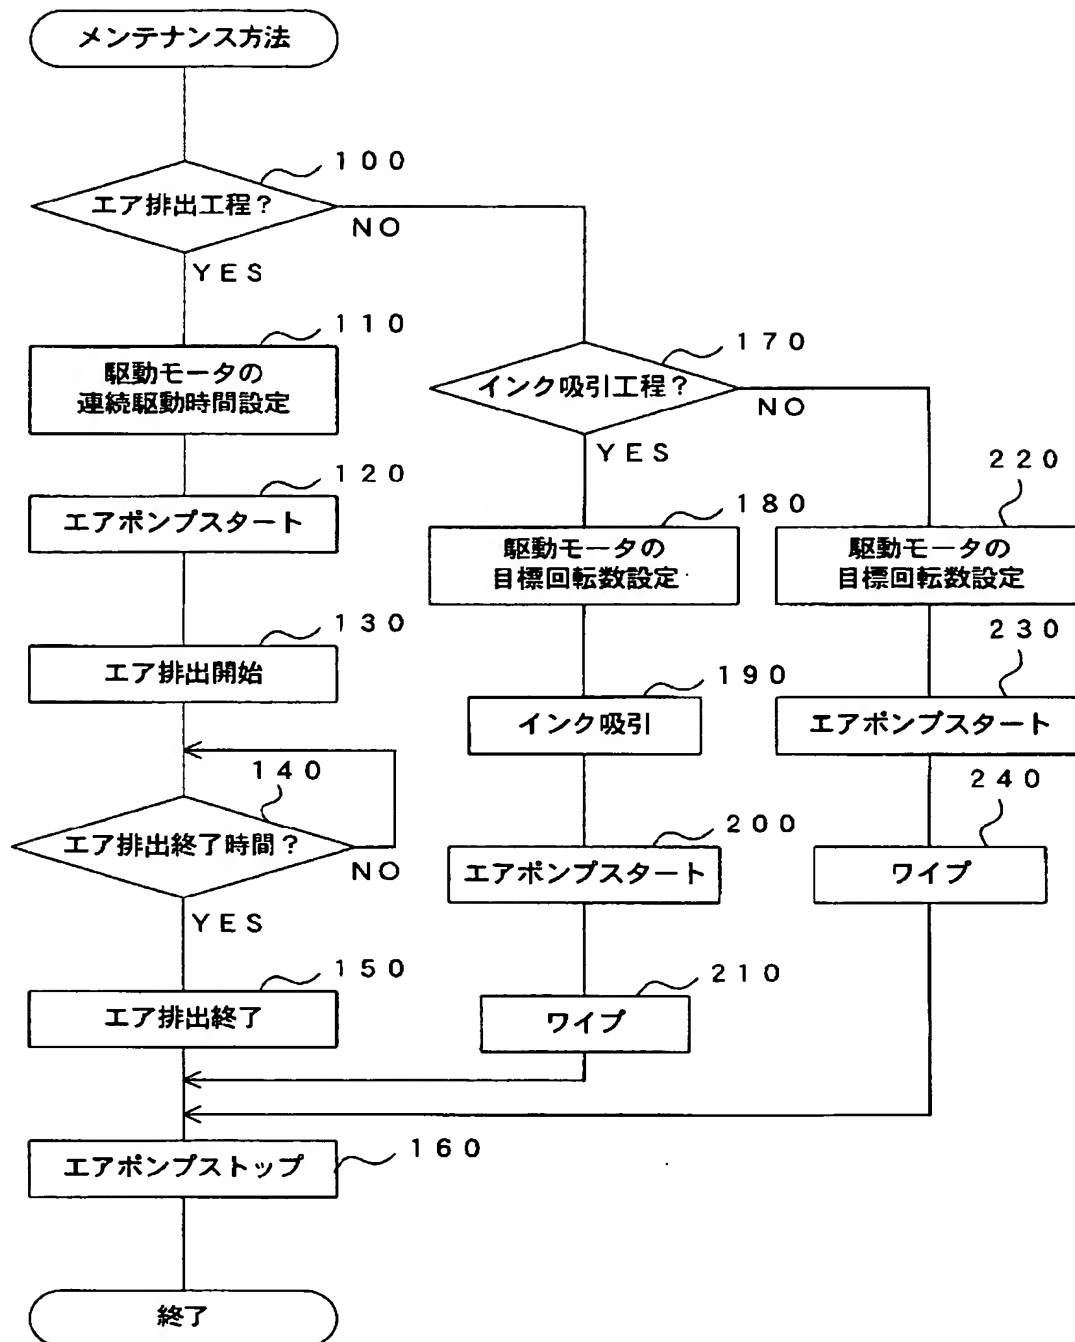 メンテナンス方法
100
エア排出工程?
NO
YES
110
駆動モータの
連続駆動時間設定
120
エアポンプスタート
130
エア排出開始
140
エア排出終了時間?
NO
YES
150
エア排出終了
160
エアポンプストップ
終了
170
インク吸引工程?
NO
YES
180
駆動モータの
目標回転数設定
190
インク吸引
200
エアポンプスタート
210
ワイプ
220
駆動モータの
目標回転数設定
230
エアポンプスタート
240
ワイプ